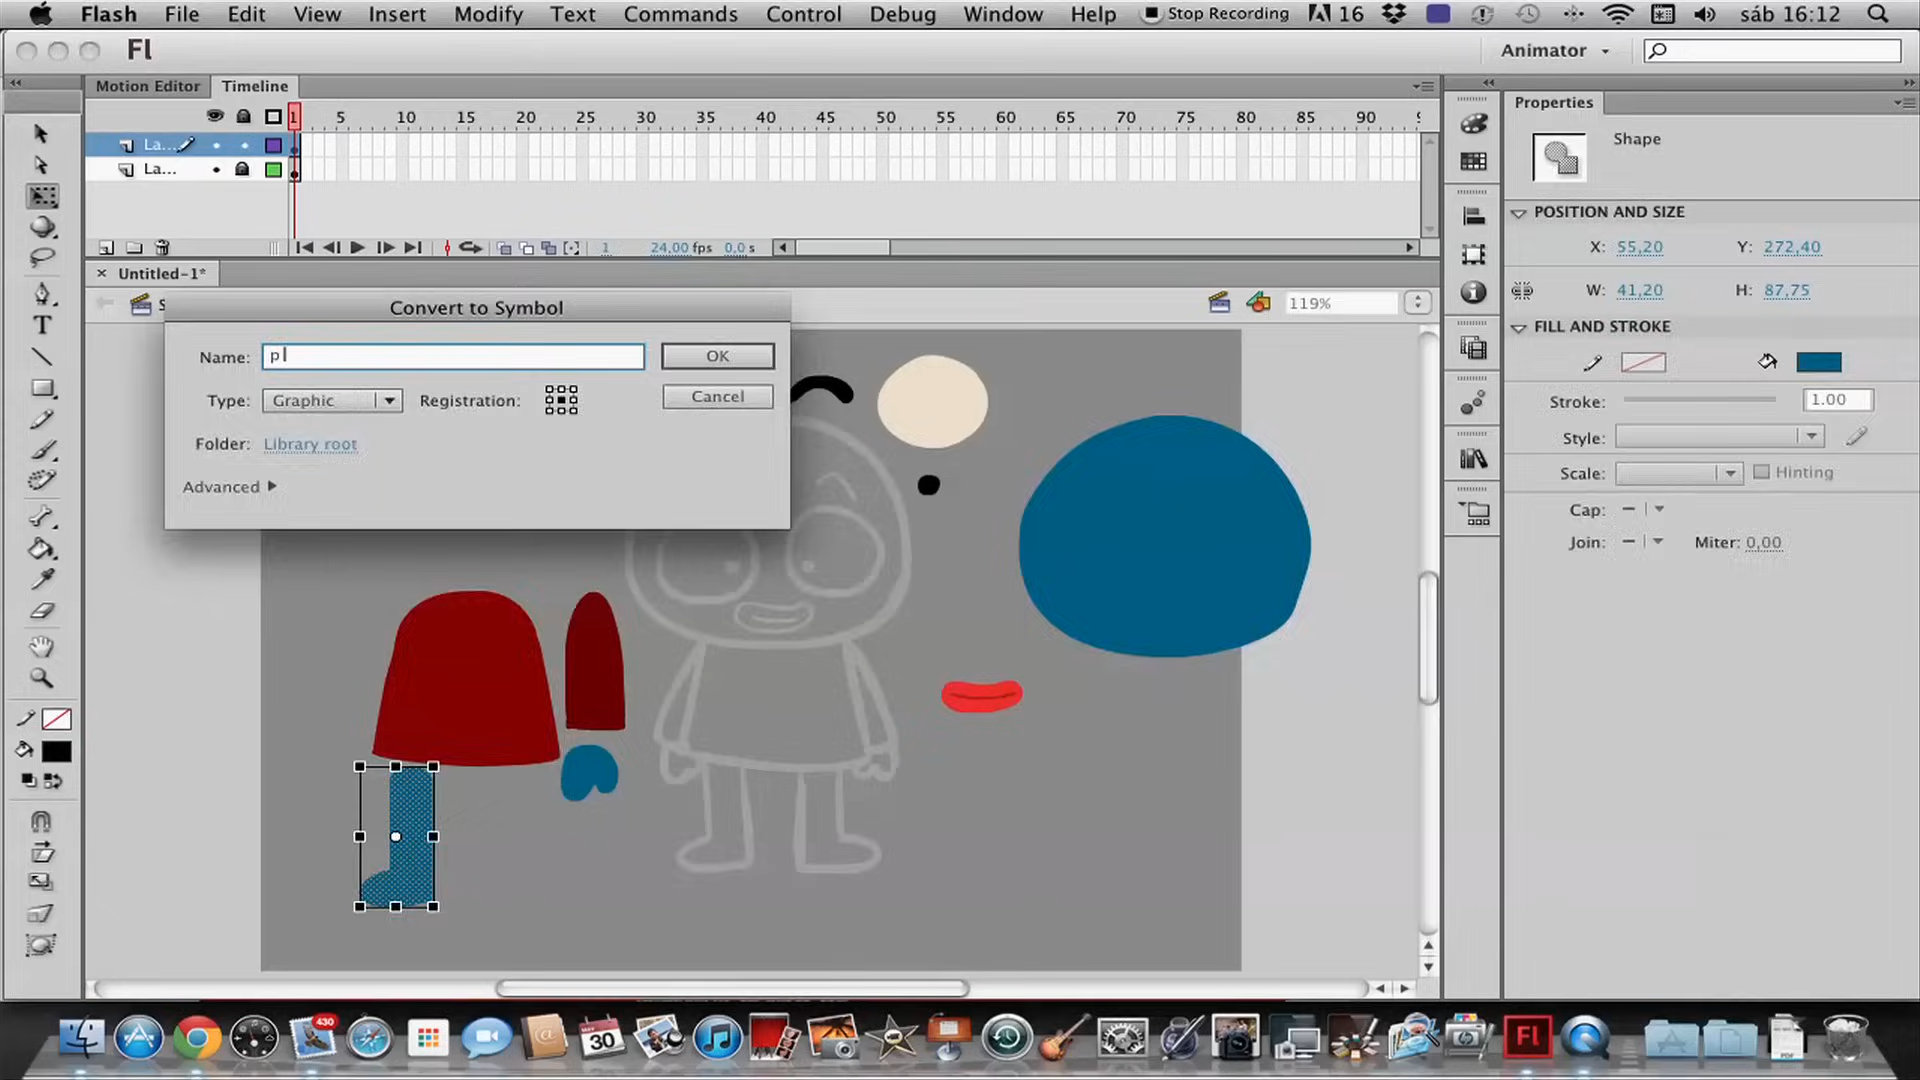 Flash File Edit View Insert Modify Text Commands Control Debug Window Help Stop Recording 16 sáb 16:12
Fl Animator
Motion Editor Timeline
1 5 10 15 20 25 30 35 40 45 50 55 60 65 70 75 80 85 90
La...
La...
1 24,00 fps 0,0 s
Untitled-1*
119%
Convert to Symbol
Name: p OK
Type: Graphic Registration: Cancel
Folder: Library root
Advanced
Properties
Shape
POSITION AND SIZE
X: 55,20 Y: 272,40
W: 41,20 H: 87,75
FILL AND STROKE
Stroke: 1.00
Style:
Scale: Hinting
Cap:
Join: Miter: 0,00
T
430
30
Fl
PDF